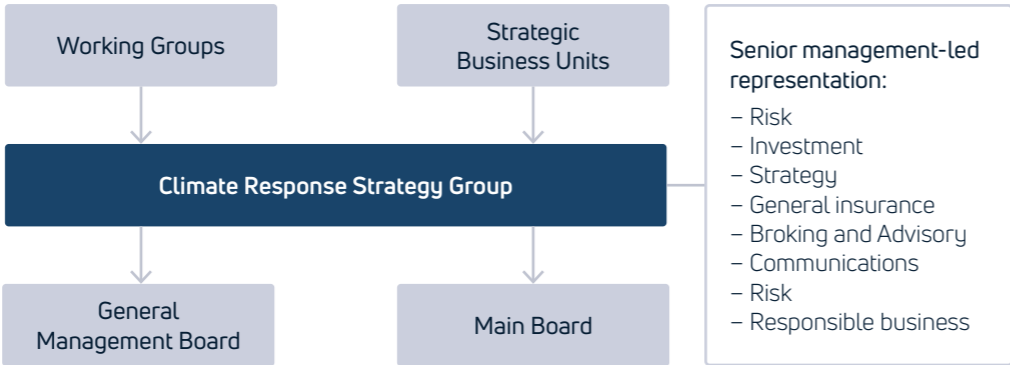 Working Groups
Strategic
Business Units
Climate Response Strategy Group
General
Management Board
Main Board
Senior management-led
representation:
– Risk
– Investment
– Strategy
– General insurance
– Broking and Advisory
– Communications
– Risk
– Responsible business